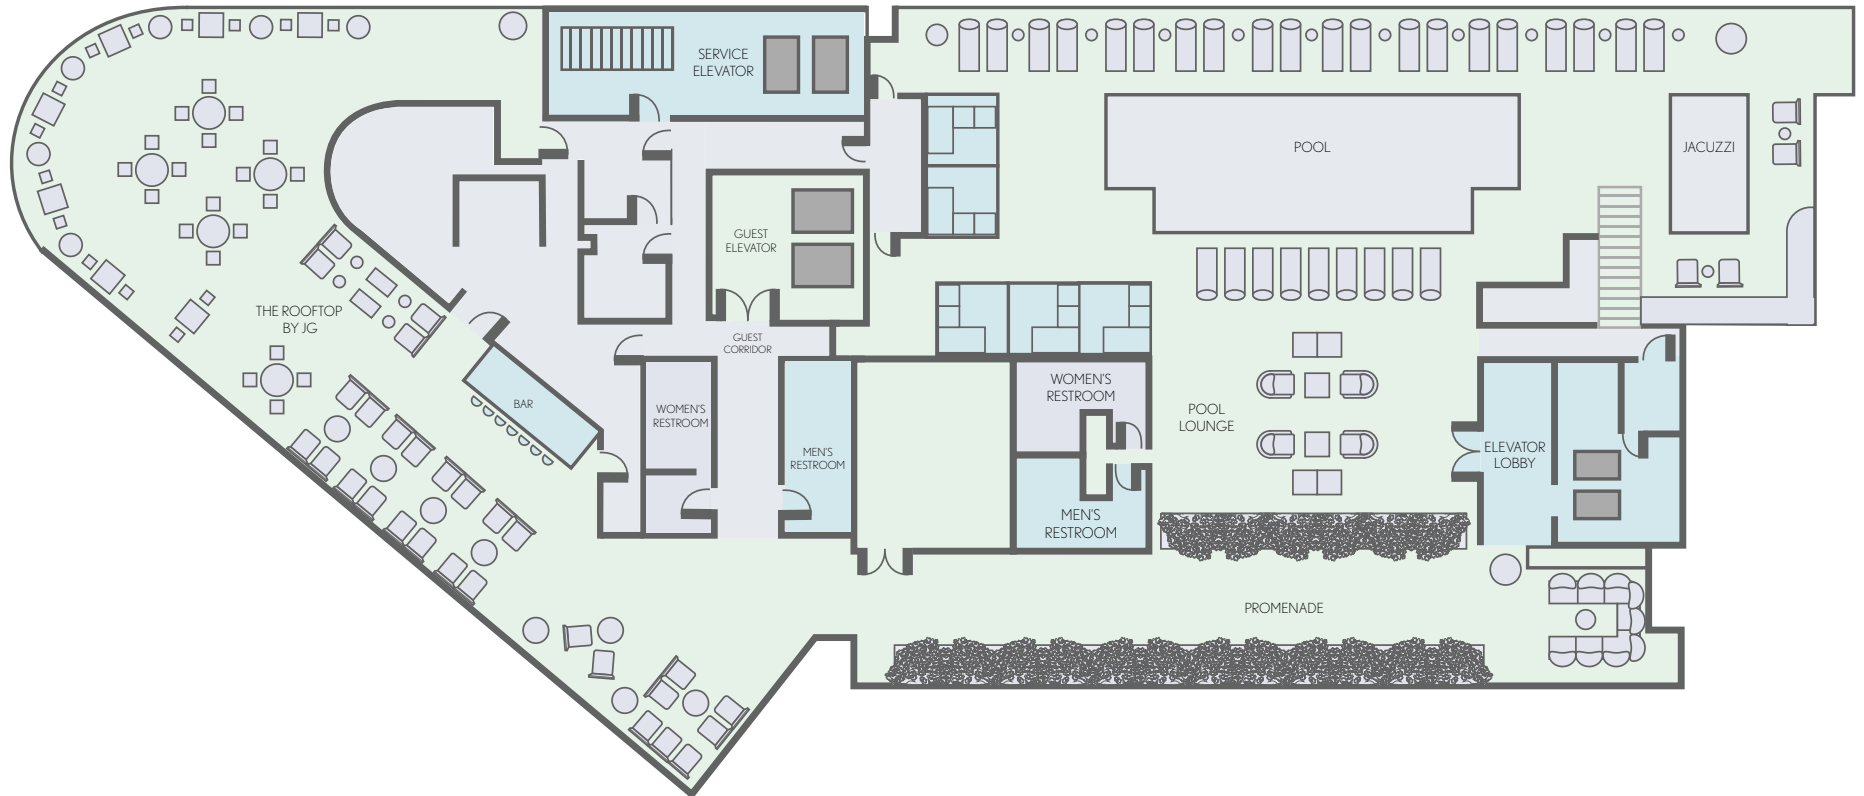 SERVICE
ELEVATOR
POOL
JACUZZI
GUEST
ELEVATOR
THE ROOFTOP
BY JG
GUEST
CORRIDOR
BAR
WOMEN'S
RESTROOM
MEN'S
RESTROOM
WOMEN'S
RESTROOM
MEN'S
RESTROOM
POOL
LOUNGE
ELEVATOR
LOBBY
PROMENADE